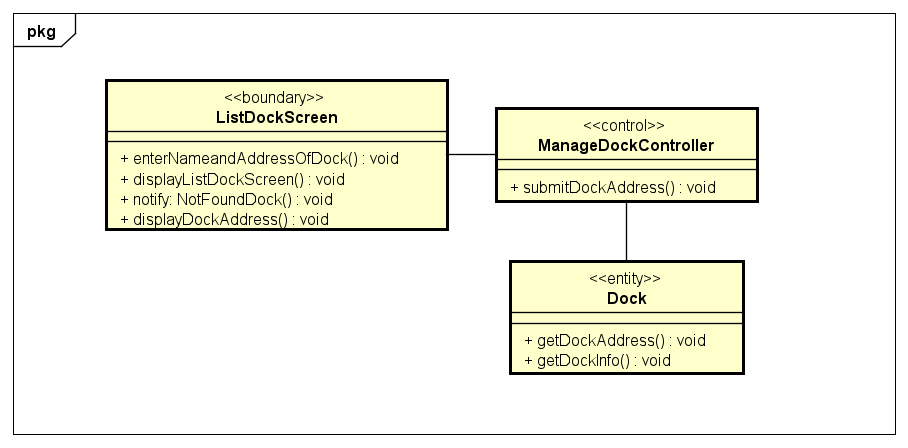 pkg
<<boundary>>
ListDockScreen
+ enterNameandAddressOfDock() : void
+ displayListDockScreen() : void
+ notify: NotFoundDock() : void
+ displayDockAddress() : void
<<control>>
ManageDockController
+ submitDockAddress() : void
<<entity>>
Dock
+ getDockAddress() : void
+ getDockInfo() : void